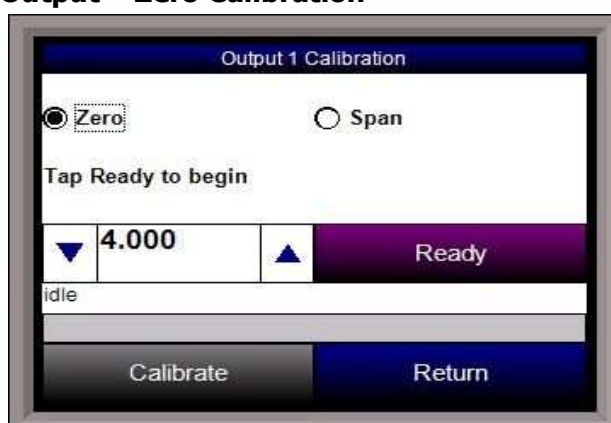 Output - Zero Calibration
Output 1 Calibration
Zero
Span
Tap Ready to begin
4.000
Ready
idle
Calibrate
Return